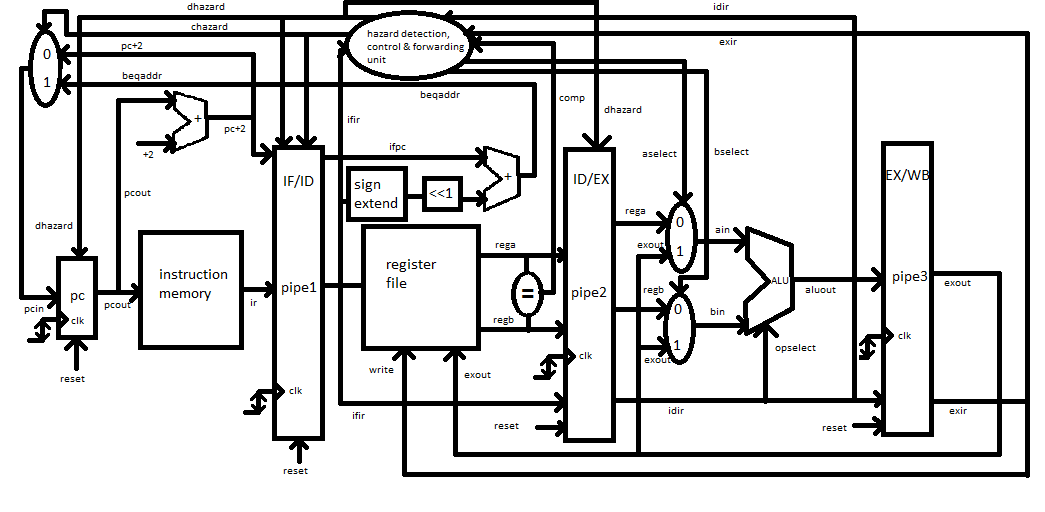 dhazard
idir
chazard
hazard detection,
control & forwarding
unit
exir
0
pc+2
1
beqaddr
beqaddr
comp
dhazard
+
pc+2
+2
ifir
ifpc
aselect
bselect
IF/ID
sign
extend
<<1
+
ID/EX
EX/WB
pcout
dhazard
rega
0
ain
exout
1
rega
register
file
instruction
memory
pc
pcout
ir
pipe1
=
pipe2
regb
0
ALU
aluout
pipe3
exout
pcin
clk
regb
bin
1
exout
opselect
clk
clk
reset
write
exout
clk
ifir
idir
exir
reset
reset
reset